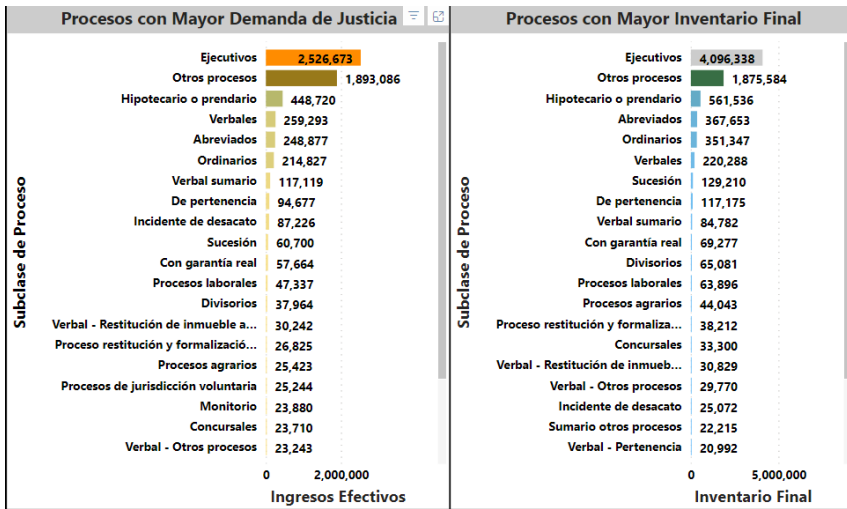 Procesos con Mayor Demanda de Justicia
Ejecutivos 2,526,673
Otros procesos 1,893,086
Hipotecario o prendario 448,720
Verbales 259,293
Abreviados 248,877
Ordinarios 214,827
Verbal sumario 117,119
De pertenencia 94,677
Incidente de desacato 87,226
Sucesión 60,700
Con garantía real 57,664
Procesos laborales 47,337
Divisorios 37,964
Verbal - Restitución de inmueble a... 30,242
Proceso restitución y formalizació... 26,825
Procesos agrarios 25,423
Procesos de jurisdicción voluntaria 25,244
Monitorio 23,880
Concursales 23,710
Verbal - Otros procesos 23,243
Subclase de Proceso
0 2,000,000
Ingresos Efectivos
Procesos con Mayor Inventario Final
Ejecutivos 4,096,338
Otros procesos 1,875,584
Hipotecario o prendario 561,536
Abreviados 367,653
Ordinarios 351,347
Verbales 220,288
Sucesión 129,210
De pertenencia 117,175
Verbal sumario 84,782
Con garantía real 69,277
Divisorios 65,081
Procesos laborales 63,896
Procesos agrarios 44,043
Proceso restitución y formaliza... 38,212
Concursales 33,300
Verbal - Restitución de inmueb... 30,829
Verbal - Otros procesos 29,770
Incidente de desacato 25,072
Sumario otros procesos 22,215
Verbal - Pertenencia 20,992
Subclase de Proceso
0 5,000,000
Inventario Final